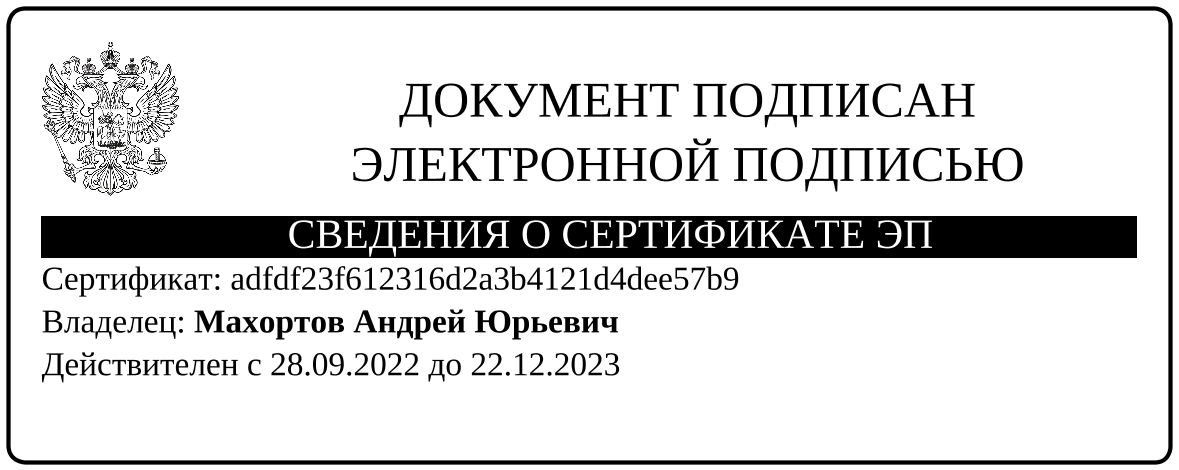 ДОКУМЕНТ ПОДПИСАН
ЭЛЕКТРОННОЙ ПОДПИСЬЮ
СВЕДЕНИЯ О СЕРТИФИКАТЕ ЭП
Сертификат: adfdf23f612316d2a3b4121d4dee57b9
Владелец: Махортов Андрей Юрьевич
Действителен с 28.09.2022 до 22.12.2023